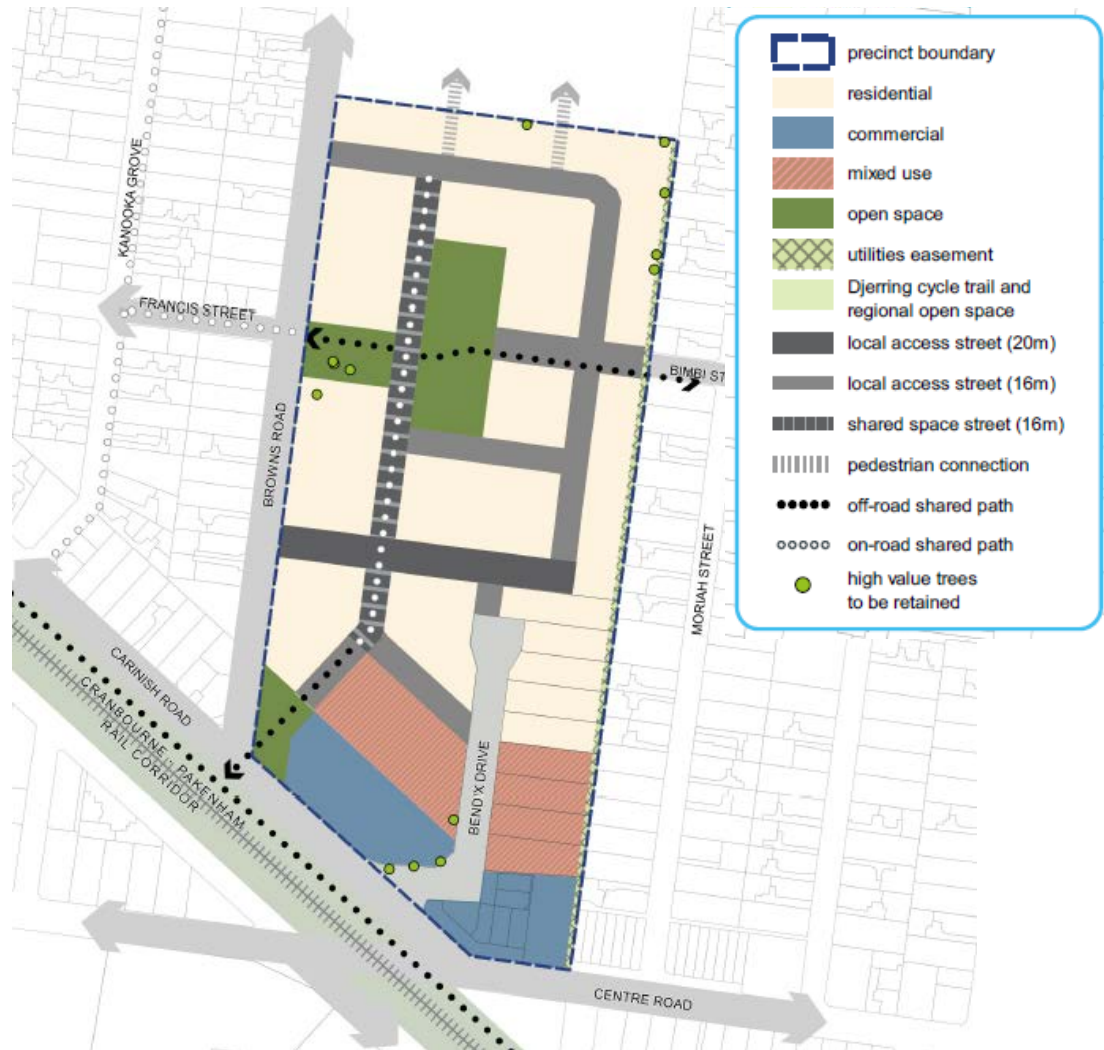 precinct boundary
residential
commercial
mixed use
open space
utilities easement
Djerring cycle trail and
regional open space
local access street (20m)
local access street (16m)
shared space street (16m)
pedestrian connection
off-road shared path
on-road shared path
high value trees
to be retained
KANOOKA GROVE
FRANCIS STREET
BIMBI ST
BROWNS ROAD
MORIAH STREET
CARINISH ROAD
CRANBOURNE - PAKENHAM
RAIL CORRIDOR
BENDIX DRIVE
CENTRE ROAD